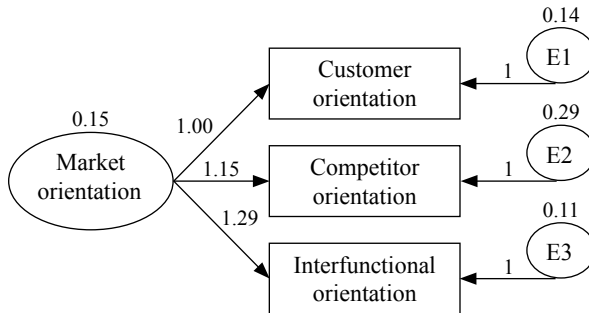 0.14
Customer
orientation
1
E1
0.15
1.00
0.29
Market
orientation
1.15
Competitor
orientation
1
E2
1.29
0.11
Interfunctional
orientation
1
E3